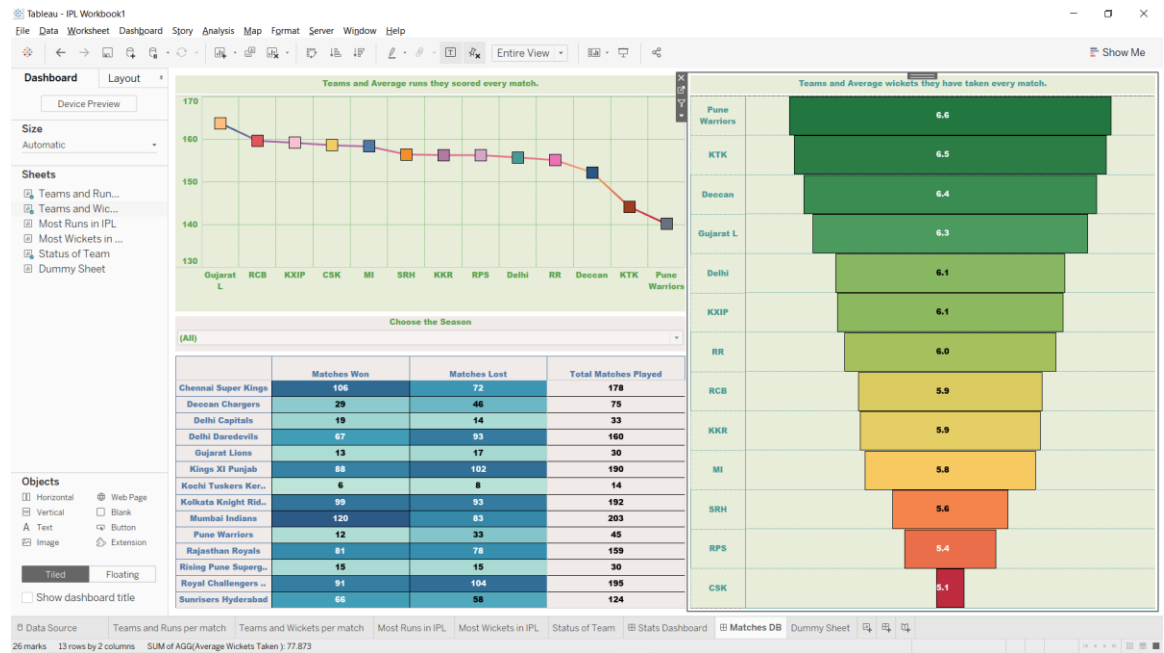 Tableau - IPL Workbook1
File Data Worksheet Dashboard Story Analysis Map Format Server Window Help
Entire View
Show Me
Dashboard Layout
Device Preview
Size
Automatic
Sheets
Teams and Run...
Teams and Wic...
Most Runs in IPL
Most Wickets in ...
Status of Team
Dummy Sheet
Objects
Horizontal Web Page
Vertical Blank
A Text Button
Image Extension
Tiled Floating
Show dashboard title
Teams and Average runs they scored every match.
170
160
150
140
130
Gujarat L RCB KXIP CSK MI SRH KKR RPS Delhi RR Deccan KTK Pune Warriors
Choose the Season
(All)
Matches Won Matches Lost Total Matches Played
Chennai Super Kings 106 72 178
Deccan Chargers 29 46 75
Delhi Capitals 19 14 33
Delhi Daredevils 67 93 160
Gujarat Lions 13 17 30
Kings XI Punjab 88 102 190
Kochi Tuskers Ker.. 6 8 14
Kolkata Knight Rid.. 99 93 192
Mumbai Indians 120 83 203
Pune Warriors 12 33 45
Rajasthan Royals 81 78 159
Rising Pune Superg.. 15 15 30
Royal Challengers .. 91 104 195
Sunrisers Hyderabad 66 58 124
Teams and Average wickets they have taken every match.
Pune Warriors 6.6
KTK 6.5
Deccan 6.4
Gujarat L 6.3
Delhi 6.1
KXIP 6.1
RR 6.0
RCB 5.9
KKR 5.9
MI 5.8
SRH 5.6
RPS 5.4
CSK 5.1
Data Source Teams and Runs per match Teams and Wickets per match Most Runs in IPL Most Wickets in IPL Status of Team Stats Dashboard Matches DB Dummy Sheet
26 marks 13 rows by 2 columns SUM of AGG(Average Wickets Taken ): 77.873